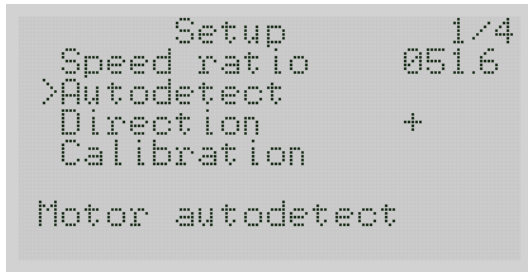 Setup 1/4
Speed ratio 051.6
>Autodetect
Direction +
Calibration
Motor autodetect